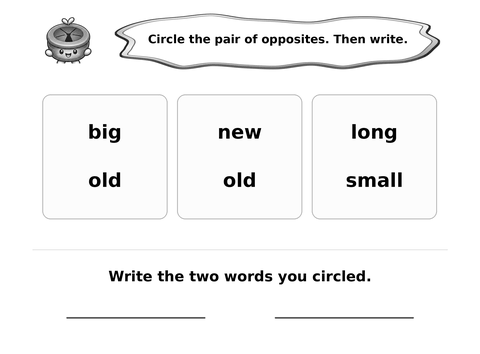 Circle the pair of opposites. Then write.
big
old
new
old
long
small
Write the two words you circled.